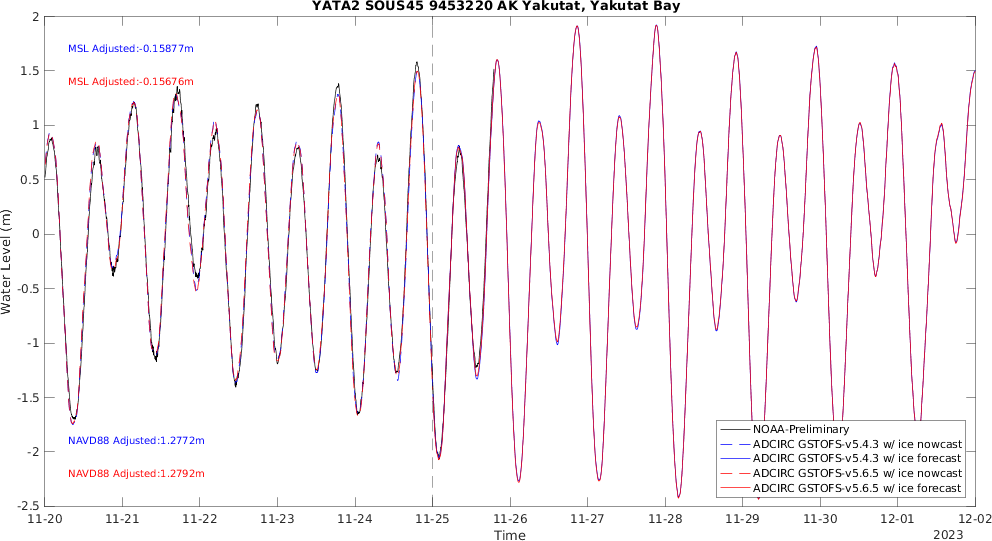 YATA2 SOUS45 9453220 AK Yakutat, Yakutat Bay
MSL Adjusted:-0.15877m
MSL Adjusted:-0.15676m
NAVD88 Adjusted:1.2772m
NAVD88 Adjusted:1.2792m
Water Level (m)
2
1.5
1
0.5
0
-0.5
-1
-1.5
-2
-2.5
NOAA-Preliminary
ADCIRC GSTOFS-v5.4.3 w/ ice nowcast
ADCIRC GSTOFS-v5.4.3 w/ ice forecast
ADCIRC GSTOFS-v5.6.5 w/ ice nowcast
ADCIRC GSTOFS-v5.6.5 w/ ice forecast
11-20 11-21 11-22 11-23 11-24 11-25 11-26 11-27 11-28 11-29 11-30 12-01 12-02
Time
2023